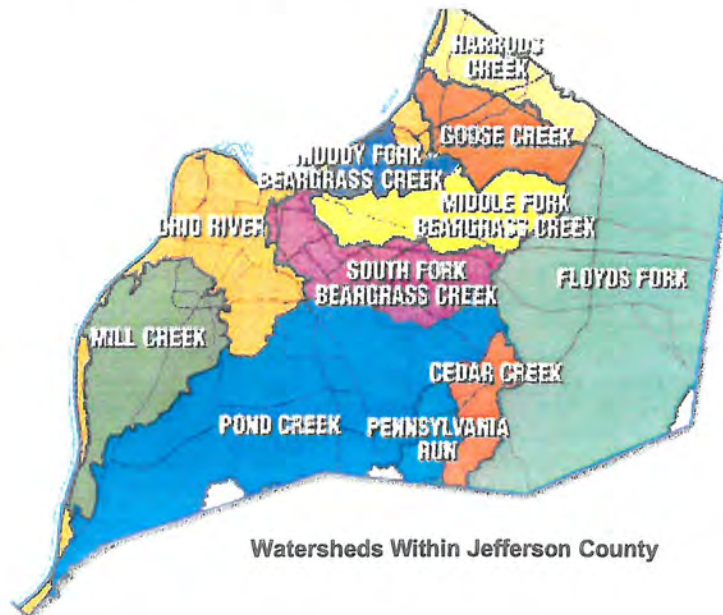 HARRODS
CREEK
GOOSE CREEK
MUDDY FORK
BEARGRASS CREEK
MIDDLE FORK
BEARGRASS CREEK
OHIO RIVER
SOUTH FORK
BEARGRASS CREEK
FLOYDS FORK
MILL CREEK
CEDAR CREEK
POND CREEK
PENNSYLVANIA
RUN
Watersheds Within Jefferson County